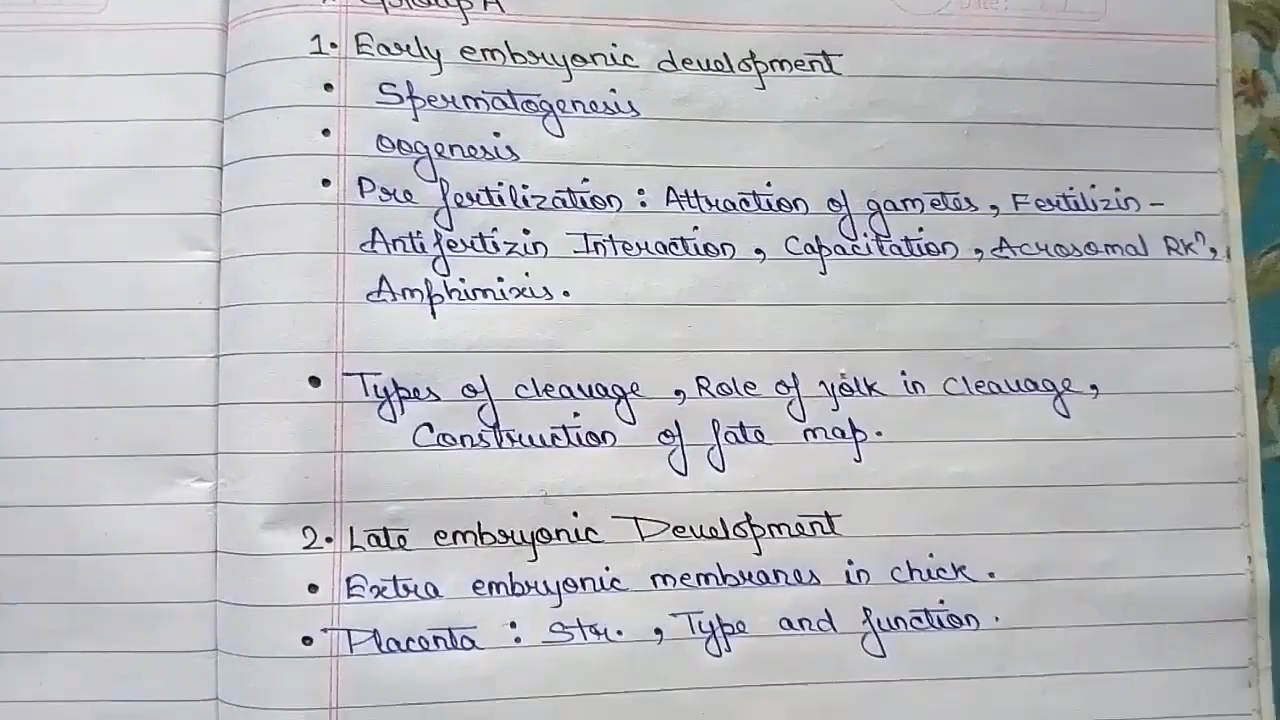 Group A
1. Early embryonic development
• Spermatogenesis
• oogenesis
• Pre fertilization : Attraction of gametes, Fertilizin -
Antifertizin Interaction, Capacitation, Acrosomal Rxⁿ,
Amphimixis.
• Types of cleavage, Role of yolk in cleavage,
Construction of fate map.
2. Late embryonic Development
• Extra embryonic membranes in chick.
• Placenta : Str., Type and function.